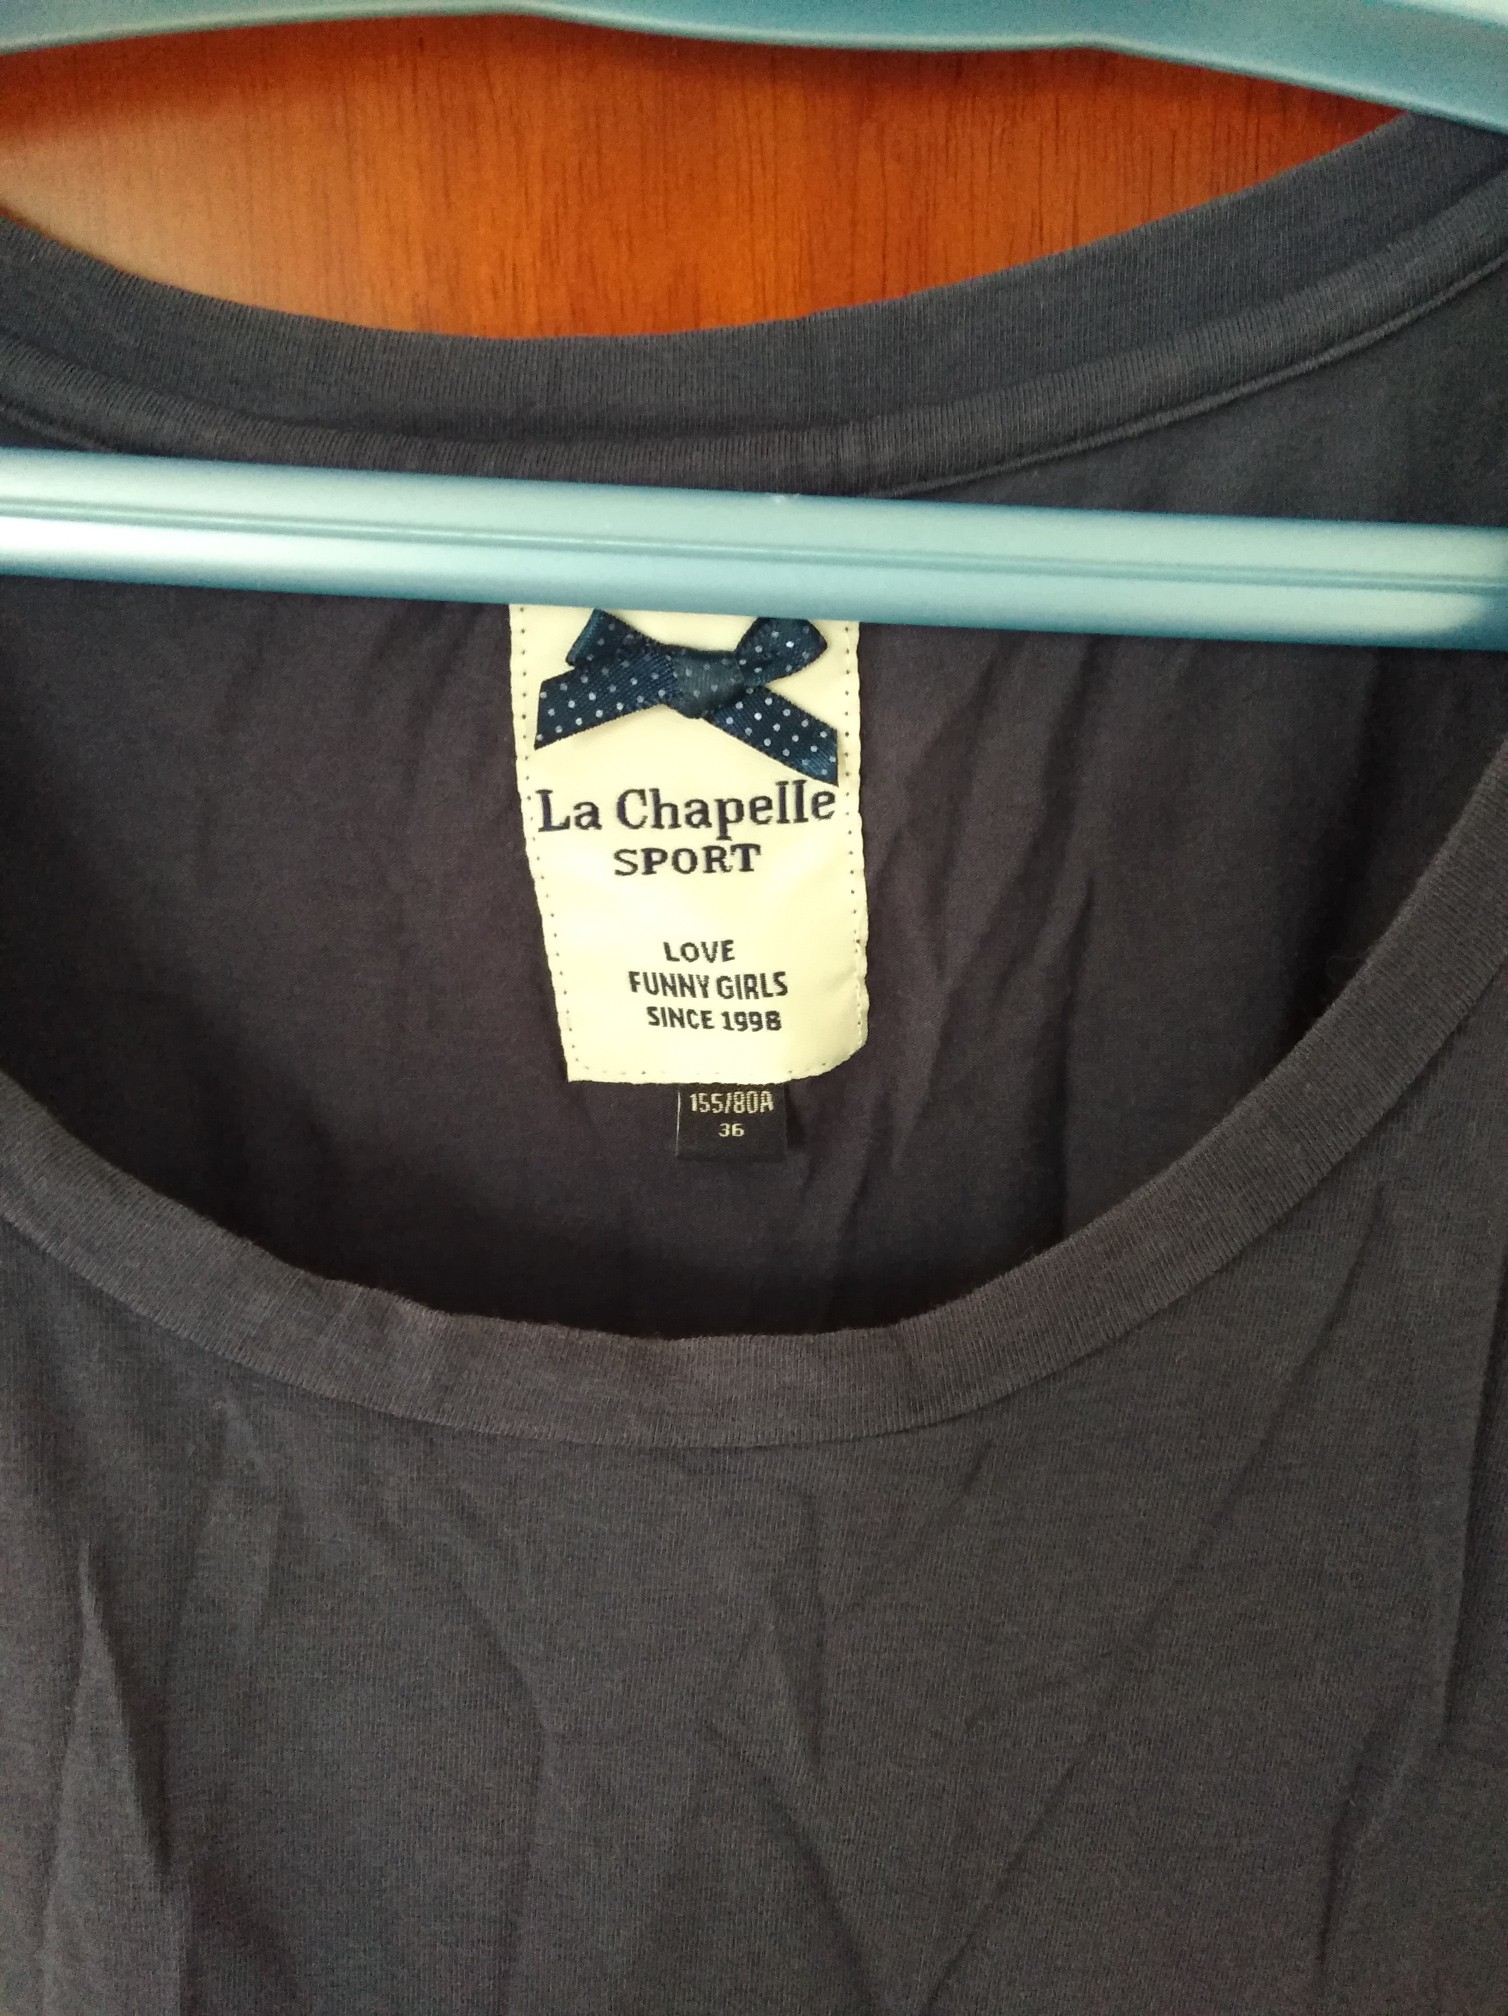 La Chapelle
SPORT
LOVE
FUNNY GIRLS
SINCE 1998
155/80A
36